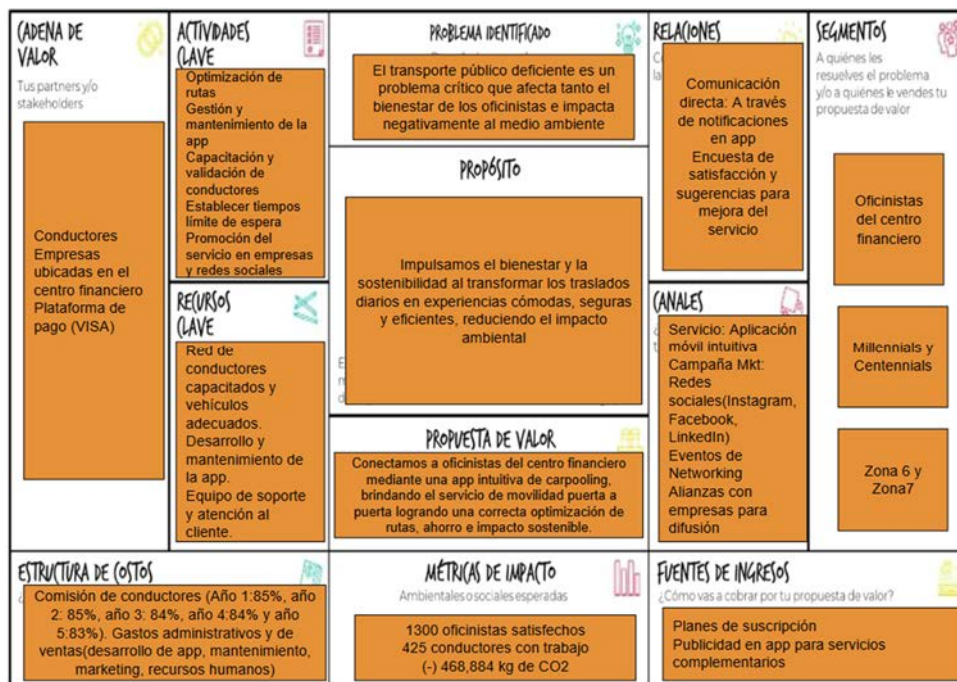 CADENA DE
VALOR
Tus partners y/o
stakeholders
Conductores
Empresas
ubicadas en el
centro financiero
Plataforma de
pago (VISA)
ACTIVIDADES
CLAVE
Optimización de
rutas
Gestión y
mantenimiento de la
app
Capacitación y
validación de
conductores
Establecer tiempos
límite de espera
Promoción del
servicio en empresas
y redes sociales
RECURSOS
CLAVE
Red de
conductores
capacitados y
vehículos
adecuados.
Desarrollo y
mantenimiento de
la app.
Equipo de soporte
y atención al
cliente.
PROBLEMA IDENTIFICADO
El transporte público deficiente es un
problema crítico que afecta tanto el
bienestar de los oficinistas e impacta
negativamente al medio ambiente
PROPÓSITO
Impulsamos el bienestar y la
sostenibilidad al transformar los traslados
diarios en experiencias cómodas, seguras
y eficientes, reduciendo el impacto
ambiental
PROPUESTA DE VALOR
Conectamos a oficinistas del centro financiero
mediante una app intuitiva de carpooling,
brindando el servicio de movilidad puerta a
puerta logrando una correcta optimización de
rutas, ahorro e impacto sostenible.
RELACIONES
Comunicación
directa: A través
de notificaciones
en app
Encuesta de
satisfacción y
sugerencias para
mejora del
servicio
CANALES
Servicio: Aplicación
móvil intuitiva
Campaña Mkt:
Redes
sociales(Instagram,
Facebook,
LinkedIn)
Eventos de
Networking
Alianzas con
empresas para
difusión
SEGMENTOS
A quiénes les
resuelves el problema
y/o a quiénes le vendes tu
propuesta de valor
Oficinistas
del centro
financiero
Millennials y
Centennials
Zona 6 y
Zona7
ESTRUCTURA DE COSTOS
Comisión de conductores (Año 1:85%, año
2: 85%, año 3: 84%, año 4:84% y año
5:83%). Gastos administrativos y de
ventas(desarrollo de app, mantenimiento,
marketing, recursos humanos)
MÉTRICAS DE IMPACTO
Ambientales o sociales esperadas
1300 oficinistas satisfechos
425 conductores con trabajo
(-) 468,884 kg de CO2
FUENTES DE INGRESOS
¿Cómo vas a cobrar por tu propuesta de valor?
Planes de suscripción
Publicidad en app para servicios
complementarios